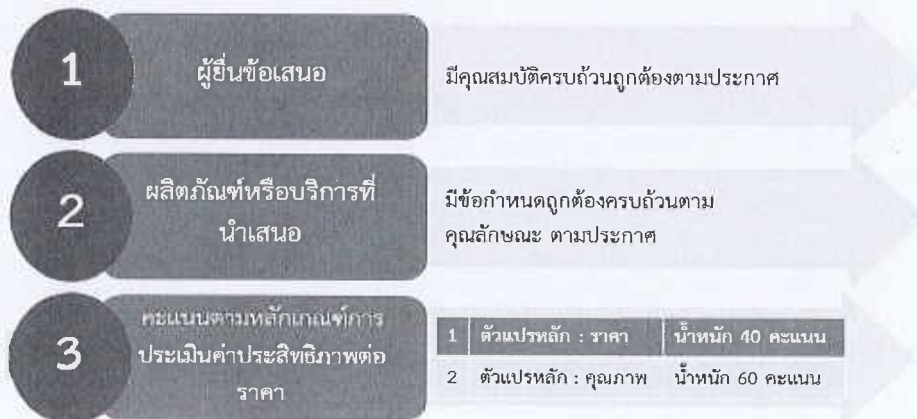 1
ผู้ยื่นข้อเสนอ
มีคุณสมบัติครบถ้วนถูกต้องตามประกาศ
2
ผลิตภัณฑ์หรือบริการที่
นำเสนอ
มีข้อกำหนดถูกต้องครบถ้วนตาม
คุณลักษณะ ตามประกาศ
3
คะแนนตามหลักเกณฑ์การ
ประเมินค่าประสิทธิภาพต่อ
ราคา
1 ตัวแปรหลัก : ราคา น้ำหนัก 40 คะแนน
2 ตัวแปรหลัก : คุณภาพ น้ำหนัก 60 คะแนน